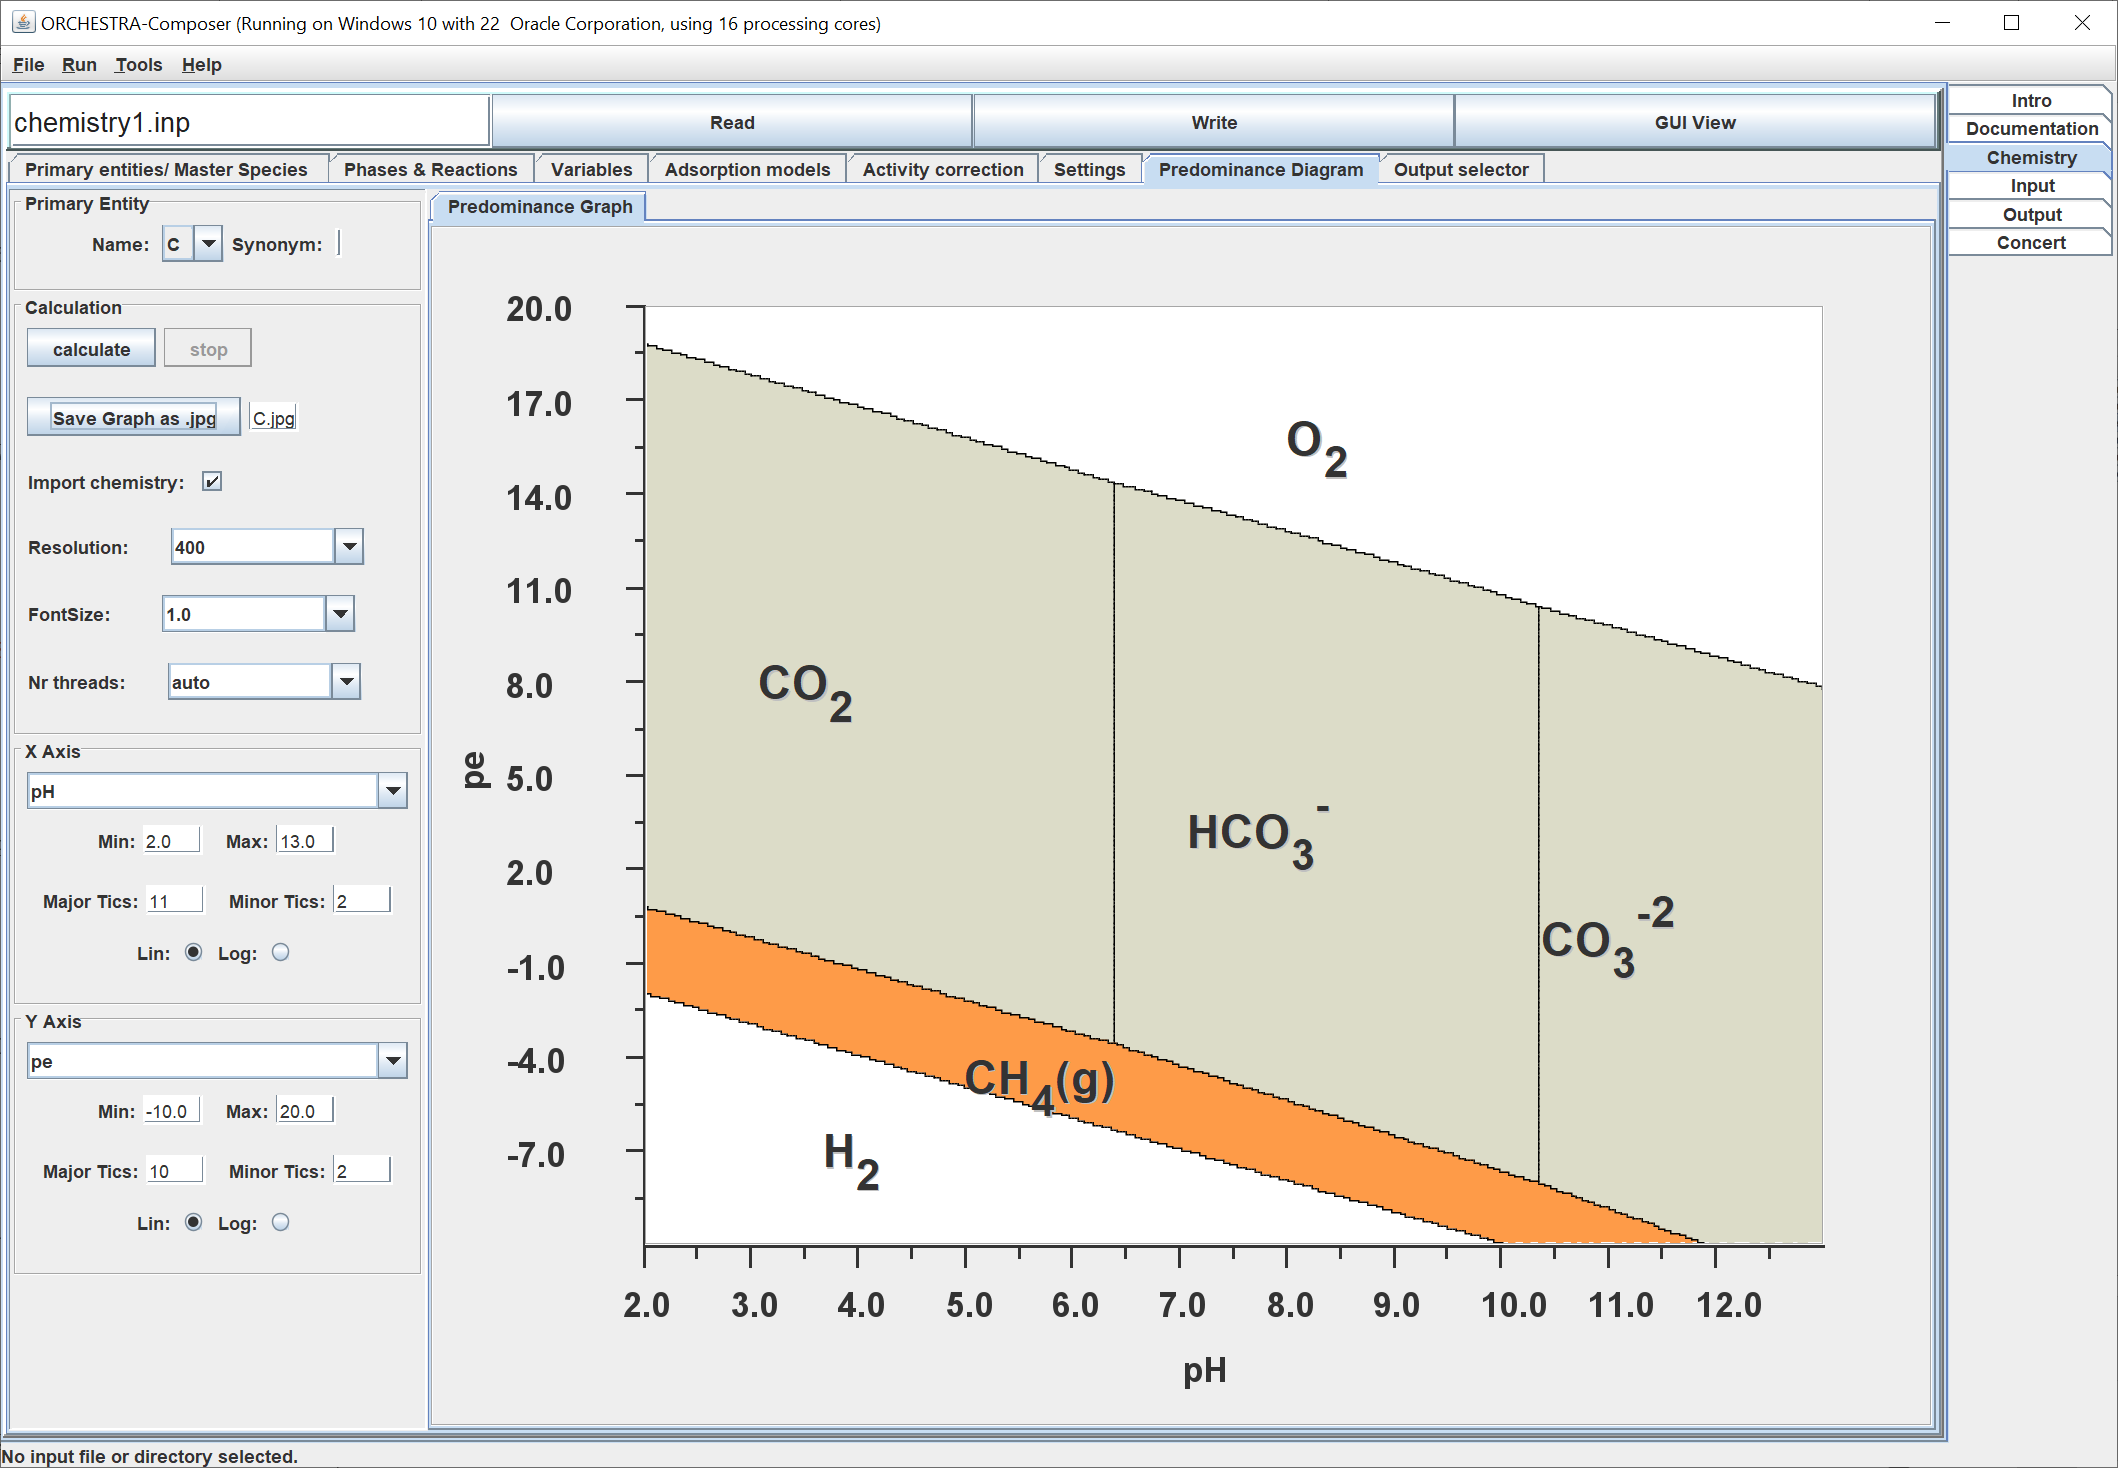 ORCHESTRA-Composer (Running on Windows 10 with 22  Oracle Corporation, using 16 processing cores)
File Run Tools Help
chemistry1.inp Read Write GUI View
Intro
Documentation
Chemistry
Input
Output
Concert
Primary entities/ Master Species Phases & Reactions Variables Adsorption models Activity correction Settings Predominance Diagram Output selector
Primary Entity
Name: C Synonym:
Calculation
calculate stop
Save Graph as .jpg C.jpg
Import chemistry:
Resolution: 400
FontSize: 1.0
Nr threads: auto
X Axis
pH
Min: 2.0 Max: 13.0
Major Tics: 11 Minor Tics: 2
Lin: Log:
Y Axis
pe
Min: -10.0 Max: 20.0
Major Tics: 10 Minor Tics: 2
Lin: Log:
Predominance Graph
20.0
17.0
14.0
11.0
8.0
5.0
2.0
-1.0
-4.0
-7.0
pe
O2
CO2
HCO3-
CO3-2
CH4(g)
H2
2.0 3.0 4.0 5.0 6.0 7.0 8.0 9.0 10.0 11.0 12.0
pH
No input file or directory selected.